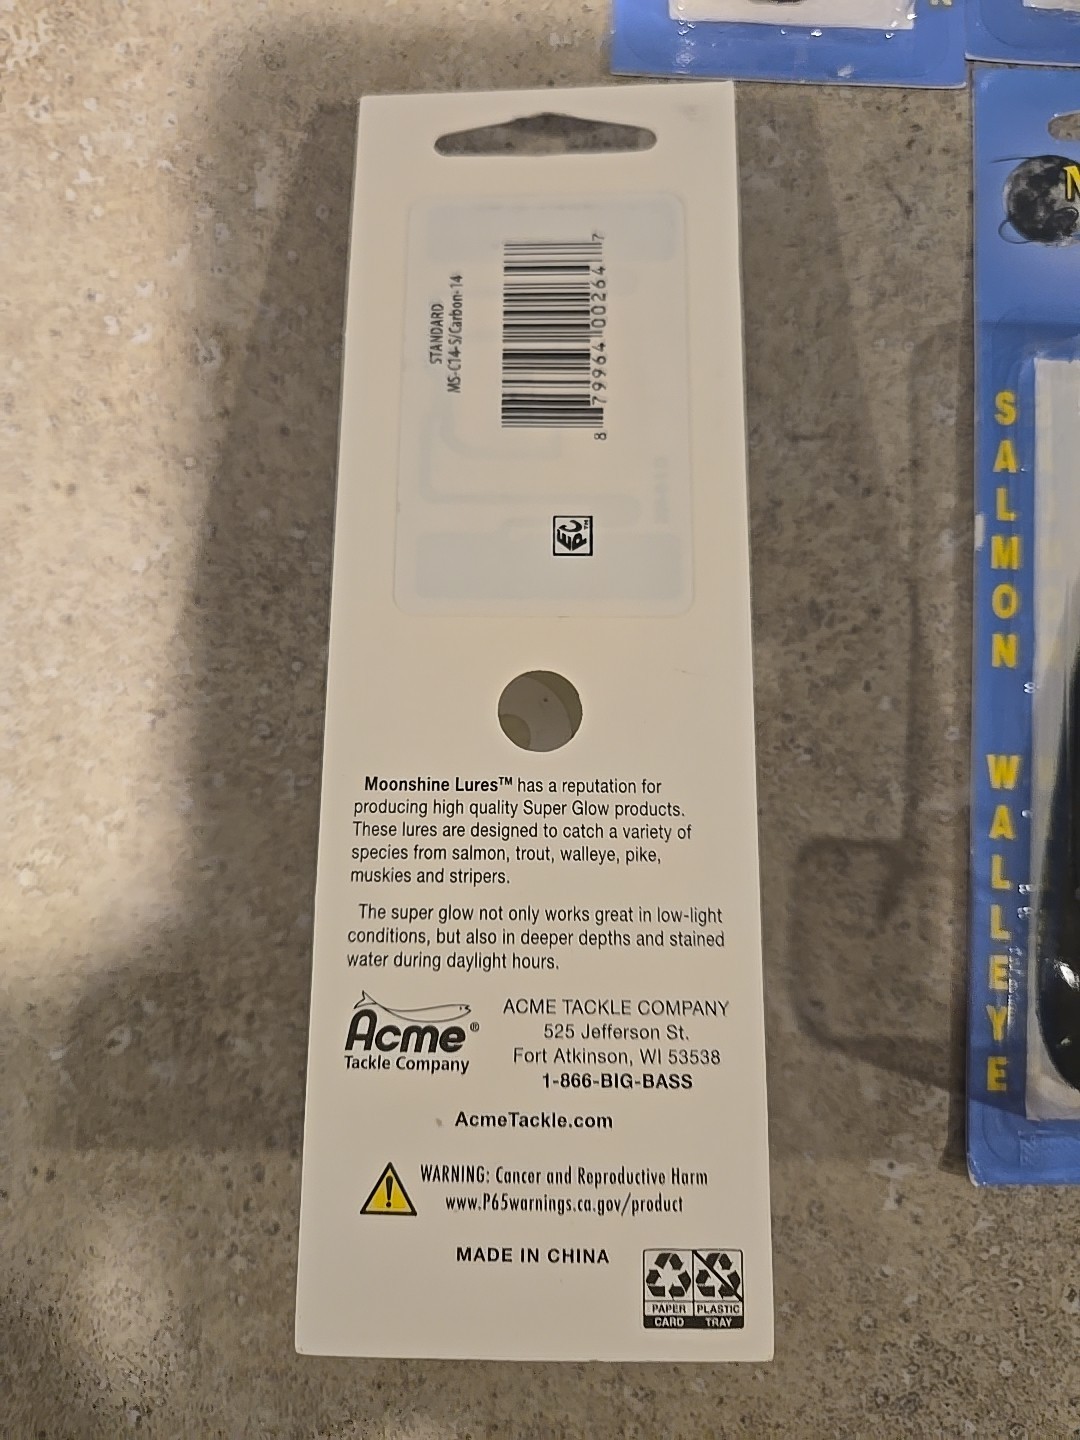 STANDARD
MS-C14-S/Carbon-14
8 79964 00264 7
EPC™
Moonshine Lures™ has a reputation for
producing high quality Super Glow products.
These lures are designed to catch a variety of
species from salmon, trout, walleye, pike,
muskies and stripers.
The super glow not only works great in low-light
conditions, but also in deeper depths and stained
water during daylight hours.
Acme®
Tackle Company
ACME TACKLE COMPANY
525 Jefferson St.
Fort Atkinson, WI 53538
1-866-BIG-BASS
AcmeTackle.com
WARNING: Cancer and Reproductive Harm
www.P65warnings.ca.gov/product
MADE IN CHINA
PAPER PLASTIC
CARD TRAY
SALMON
WALLEYE